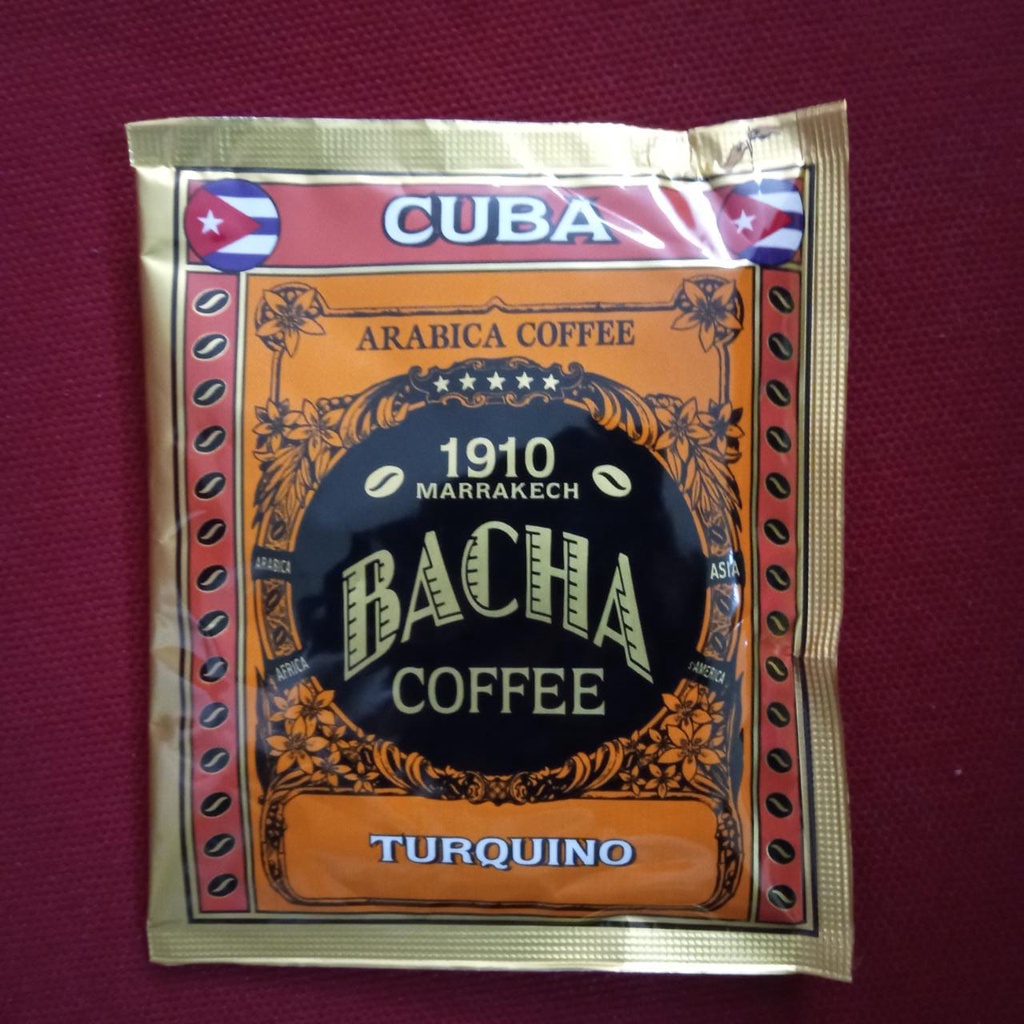 CUBA
ARABICA COFFEE
1910
MARRAKECH
BACHA
COFFEE
ARABICA
ASIA
AFRICA
AMERICA
TURQUINO